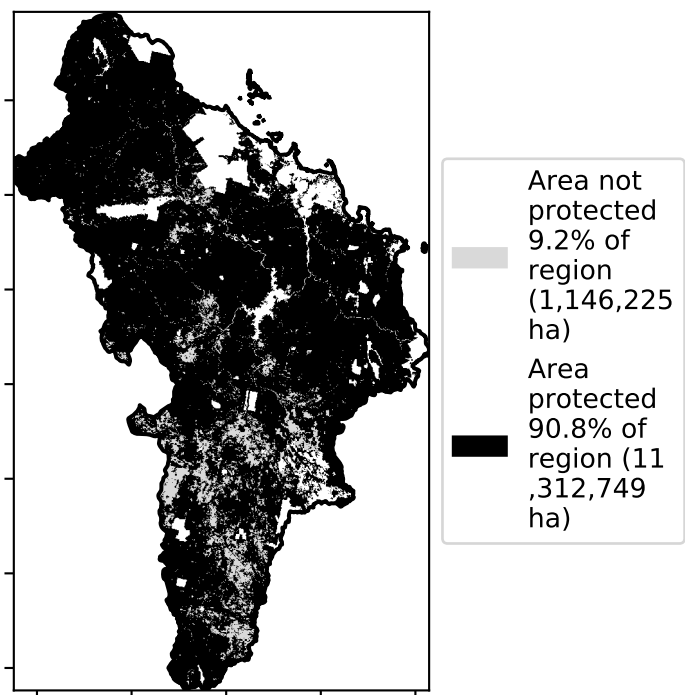 Area not
protected
9.2% of
region
(1,146,225
ha)
Area
protected
90.8% of
region (11
,312,749
ha)